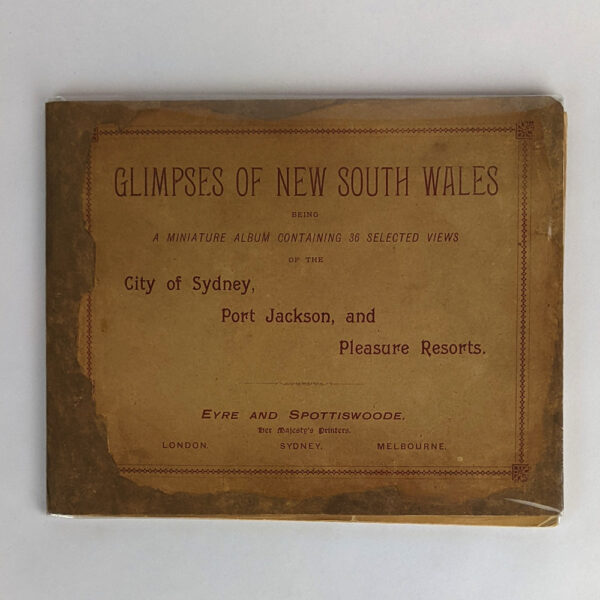 GLIMPSES OF NEW SOUTH WALES
BEING
A MINIATURE ALBUM CONTAINING 36 SELECTED VIEWS
OF THE
City of Sydney,
Port Jackson, and
Pleasure Resorts.
EYRE AND SPOTTISWOODE,
Her Majesty's Printers.
LONDON. SYDNEY. MELBOURNE.